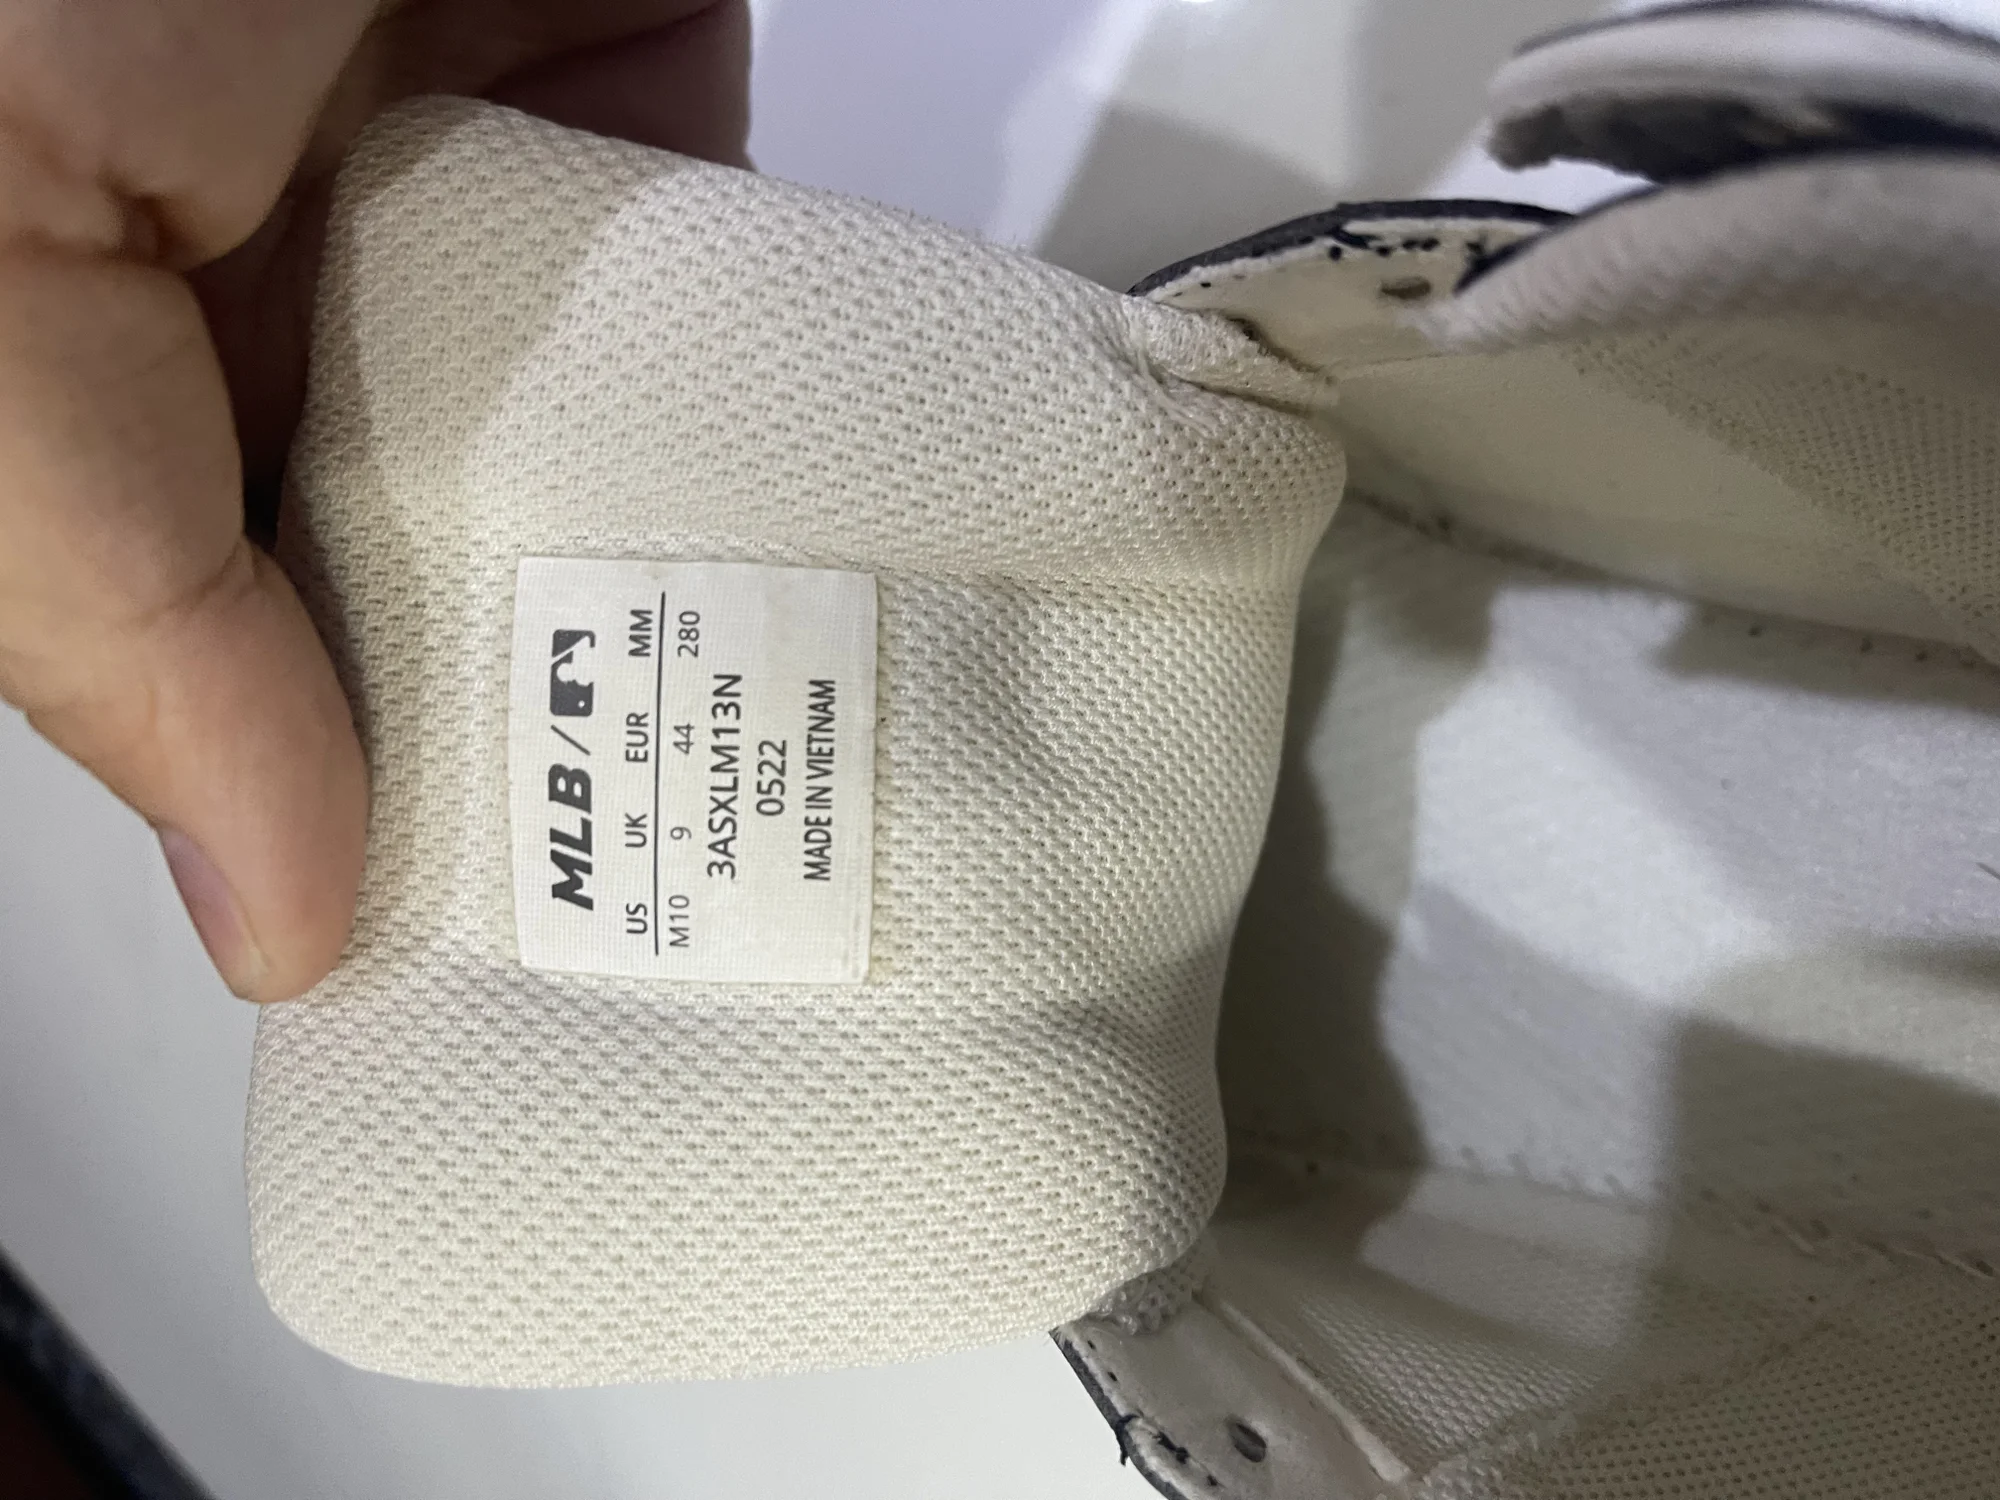 MLB /
US UK EUR MM
M10 9 44 280
3ASXLM13N
0522
MADE IN VIETNAM